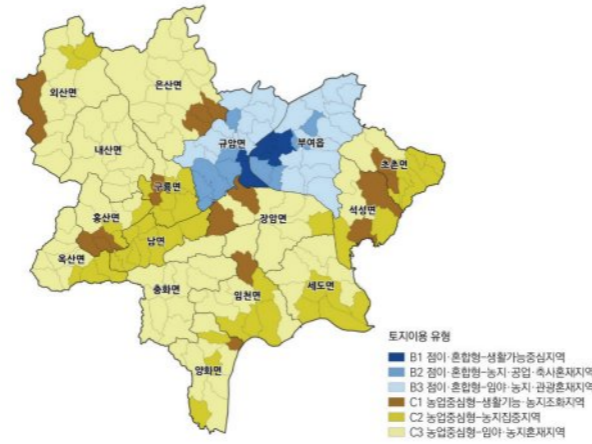 은산면
외산면
규암면
부여읍
내산면
초촌면
구룡면
석성면
홍산면
장암면
남면
옥산면
충화면
임천면
세도면
양화면
토지이용 유형
B1 점이·혼합형-생활기능중심지역
B2 점이·혼합형-농지·공업·축사혼재지역
B3 점이·혼합형-임야·농지·관광혼재지역
C1 농업중심형-생활기능·농지조화지역
C2 농업중심형-농지집중지역
C3 농업중심형-임야·농지혼재지역